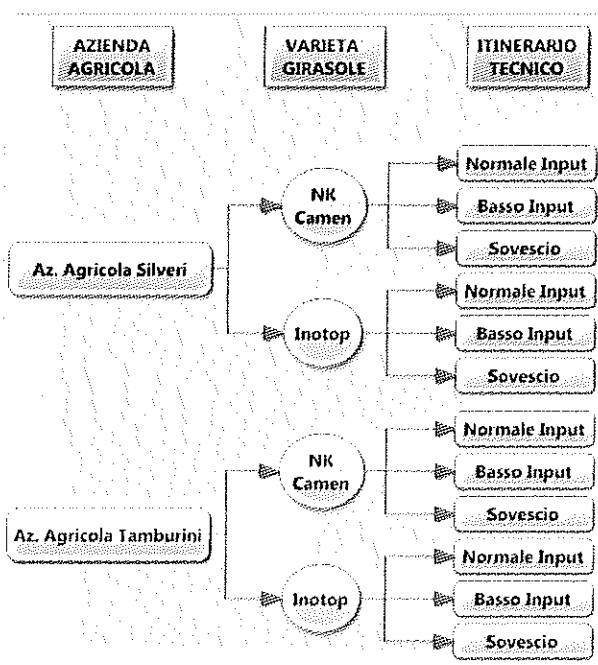 AZIENDA
AGRICOLA
VARIETA
GIRASOLE
ITINERARIO
TECNICO
Az. Agricola Silveri
NK
Camen
Normale Input
Basso Input
Sovescio
Inotop
Normale Input
Basso Input
Sovescio
Az. Agricola Tamburini
NK
Camen
Normale Input
Basso Input
Sovescio
Inotop
Normale Input
Basso Input
Sovescio